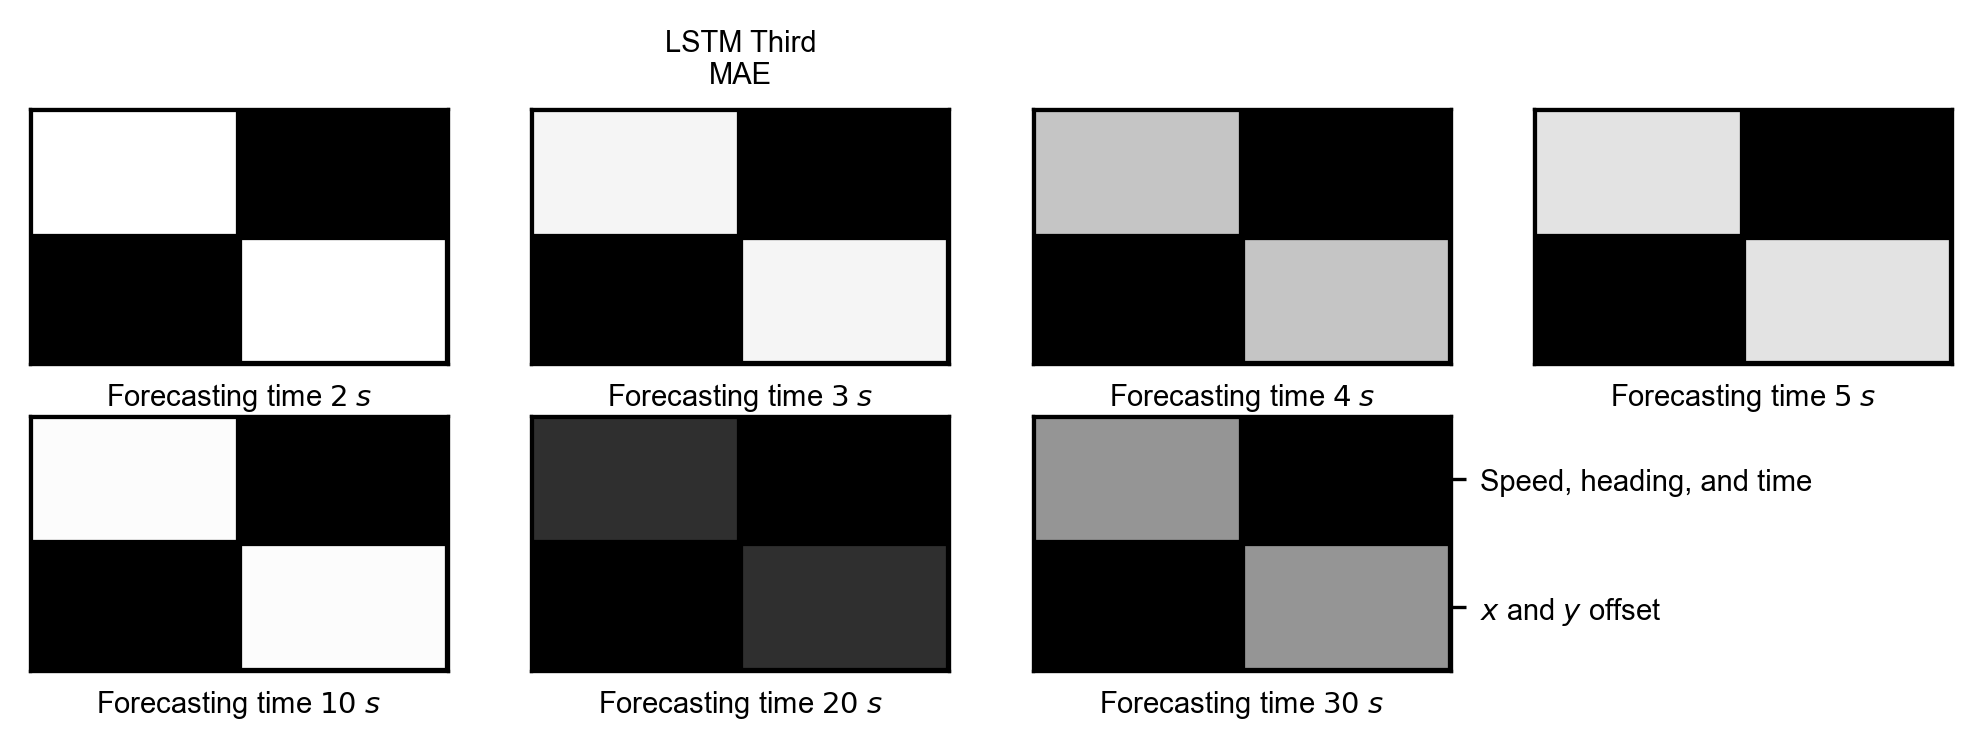 LSTM Third
MAE
Forecasting time 2 s
Forecasting time 3 s
Forecasting time 4 s
Forecasting time 5 s
Speed, heading, and time
x and y offset
Forecasting time 10 s
Forecasting time 20 s
Forecasting time 30 s